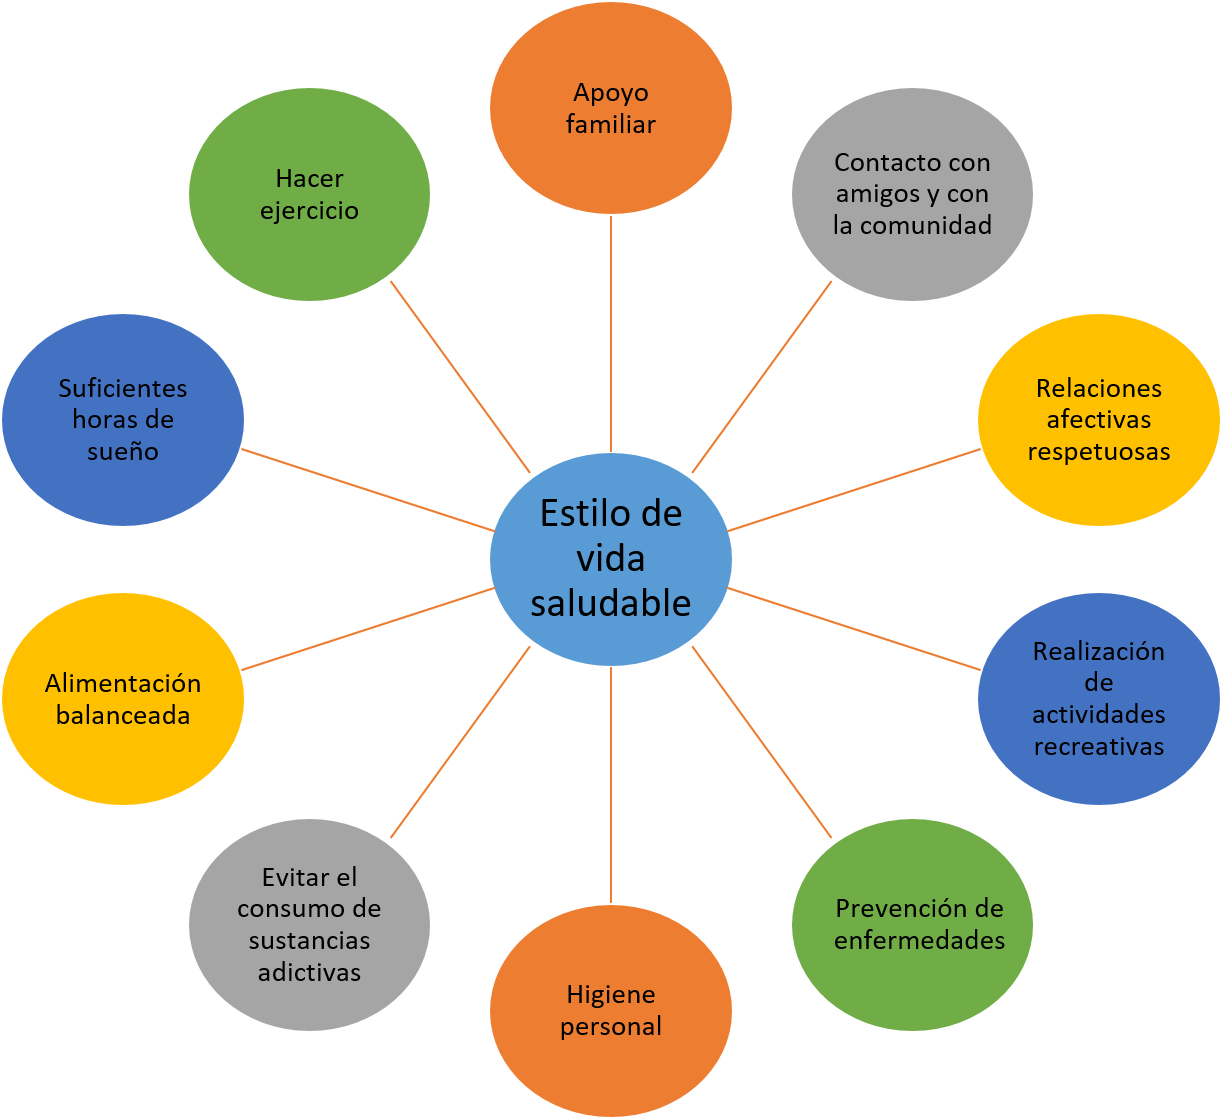 Apoyo
familiar
Contacto con
amigos y con
la comunidad
Relaciones
afectivas
respetuosas
Realización
de
actividades
recreativas
Prevención de
enfermedades
Higiene
personal
Evitar el
consumo de
sustancias
adictivas
Alimentación
balanceada
Suficientes
horas de
sueño
Hacer
ejercicio
Estilo de
vida
saludable